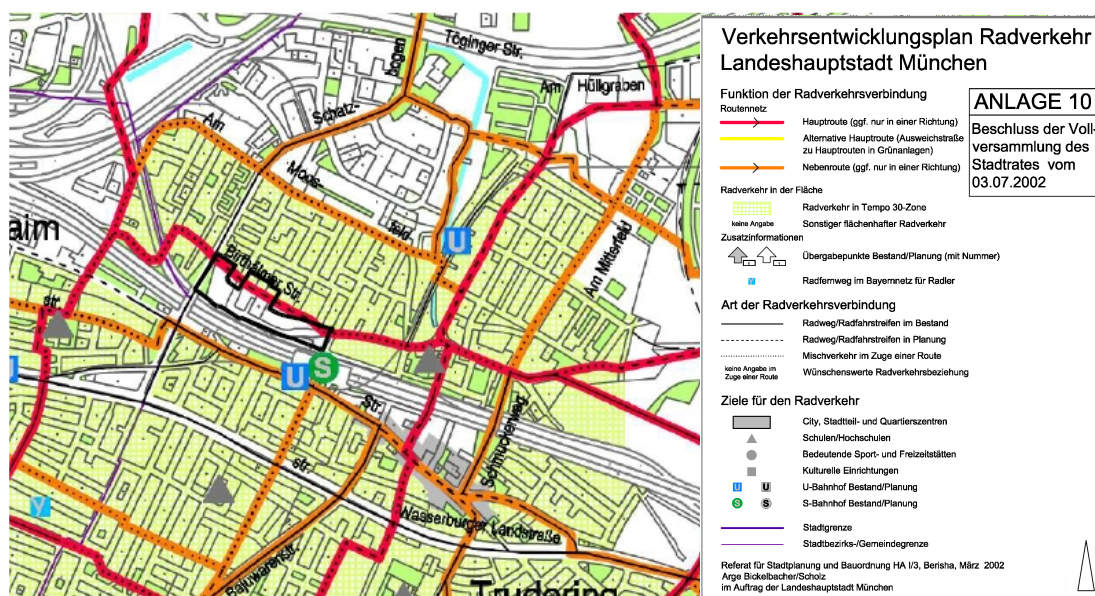 Töginger Str.
Am Hüllgraben
bogen
Schatz-
Am
Moos-
feld
aim
Birthälmer Str.
Am Mitterfeld
str.
U
U
U
S
Str.
str.
Schmuckerweg
Wasserburger Landstraße
Bajuwarenstr.
y
Trudering
Verkehrsentwicklungsplan Radverkehr
Landeshauptstadt München
Funktion der Radverkehrsverbindung
Routennetz
Hauptroute (ggf. nur in einer Richtung)
Alternative Hauptroute (Ausweichstraße
zu Hauptrouten in Grünanlagen)
Nebenroute (ggf. nur in einer Richtung)
ANLAGE 10
Beschluss der Voll-
versammlung des
Stadtrates vom
03.07.2002
Radverkehr in der Fläche
Radverkehr in Tempo 30-Zone
keine Angabe Sonstiger flächenhafter Radverkehr
Zusatzinformationen
Übergabepunkte Bestand/Planung (mit Nummer)
y Radfernweg im Bayernnetz für Radler
Art der Radverkehrsverbindung
Radweg/Radfahrstreifen im Bestand
Radweg/Radfahrstreifen in Planung
Mischverkehr im Zuge einer Route
keine Angabe im
Zuge einer Route Wünschenswerte Radverkehrsbeziehung
Ziele für den Radverkehr
City, Stadtteil- und Quartierszentren
Schulen/Hochschulen
Bedeutende Sport- und Freizeitstätten
Kulturelle Einrichtungen
U U U-Bahnhof Bestand/Planung
S S S-Bahnhof Bestand/Planung
Stadtgrenze
Stadtbezirks-/Gemeindegrenze
Referat für Stadtplanung und Bauordnung HA I/3, Berisha, März 2002
Arge Bickelbacher/Scholz
im Auftrag der Landeshauptstadt München